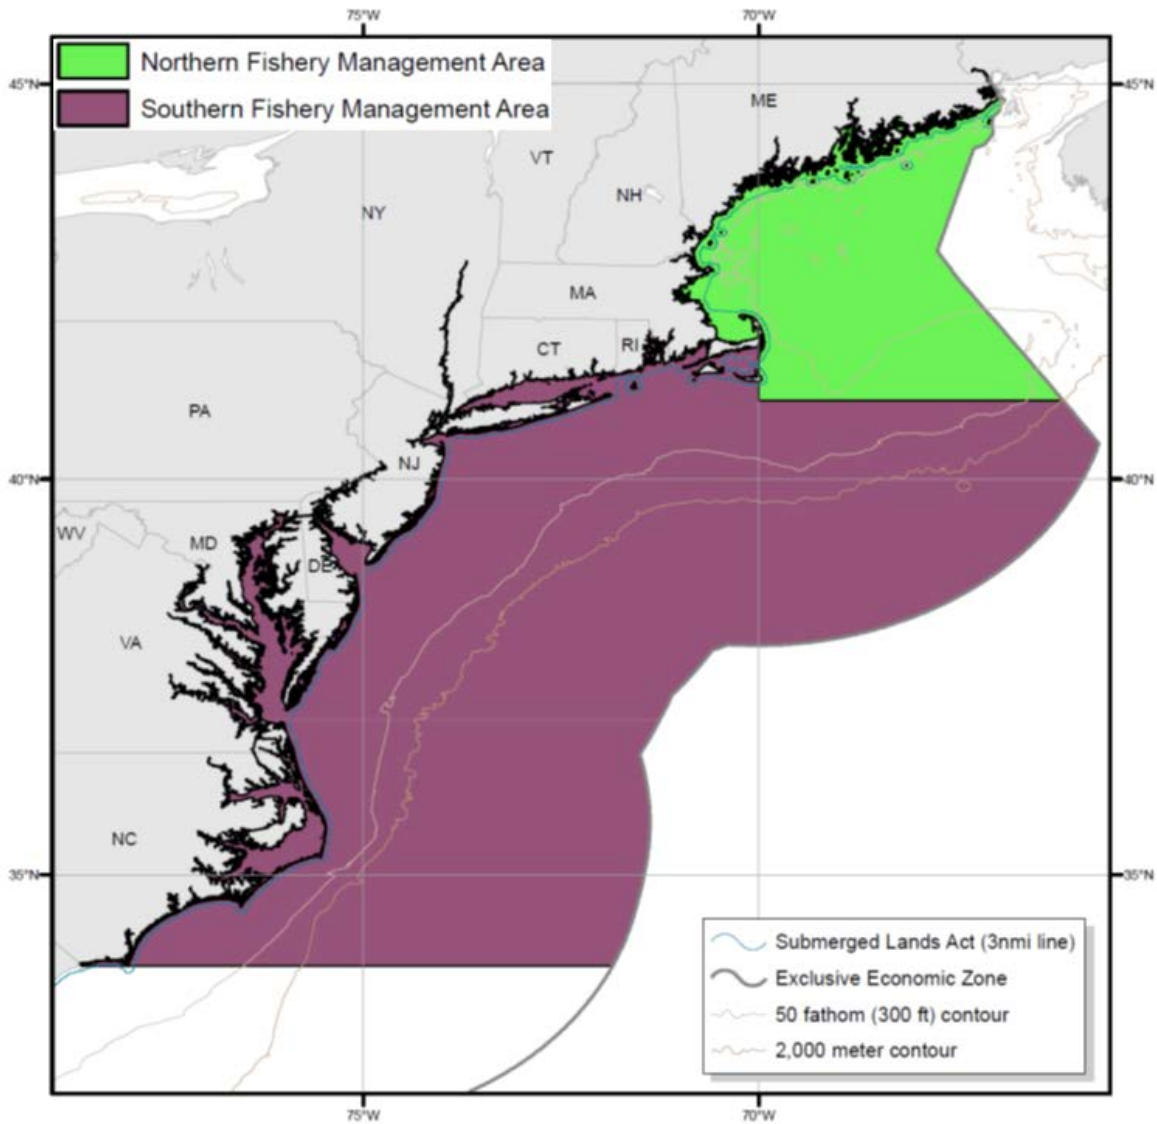 75°W
70°W
Northern Fishery Management Area
Southern Fishery Management Area
45°N
45°N
ME
VT
NH
NY
MA
CT
RI
PA
NJ
40°N
40°N
WV
MD
DE
VA
NC
35°N
35°N
Submerged Lands Act (3nmi line)
Exclusive Economic Zone
50 fathom (300 ft) contour
2,000 meter contour
75°W
70°W